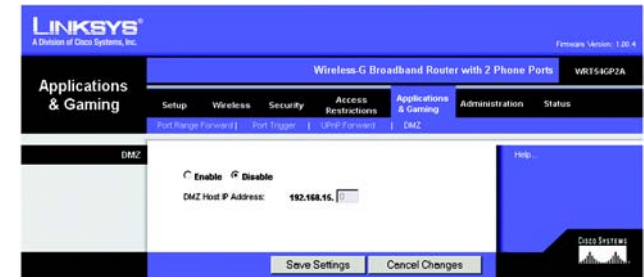 LINKSYS®
A Division of Cisco Systems, Inc.
Firmware Version: 1.00.4
Wireless-G Broadband Router with 2 Phone Ports WRT54GP2A
Applications & Gaming
Setup Wireless Security Access Restrictions Applications & Gaming Administration Status
Port Range Forward | Port Trigger | UPnP Forward | DMZ
DMZ
Enable Disable
Help...
DMZ Host IP Address: 192.168.15. 0
Save Settings Cancel Changes
CISCO SYSTEMS